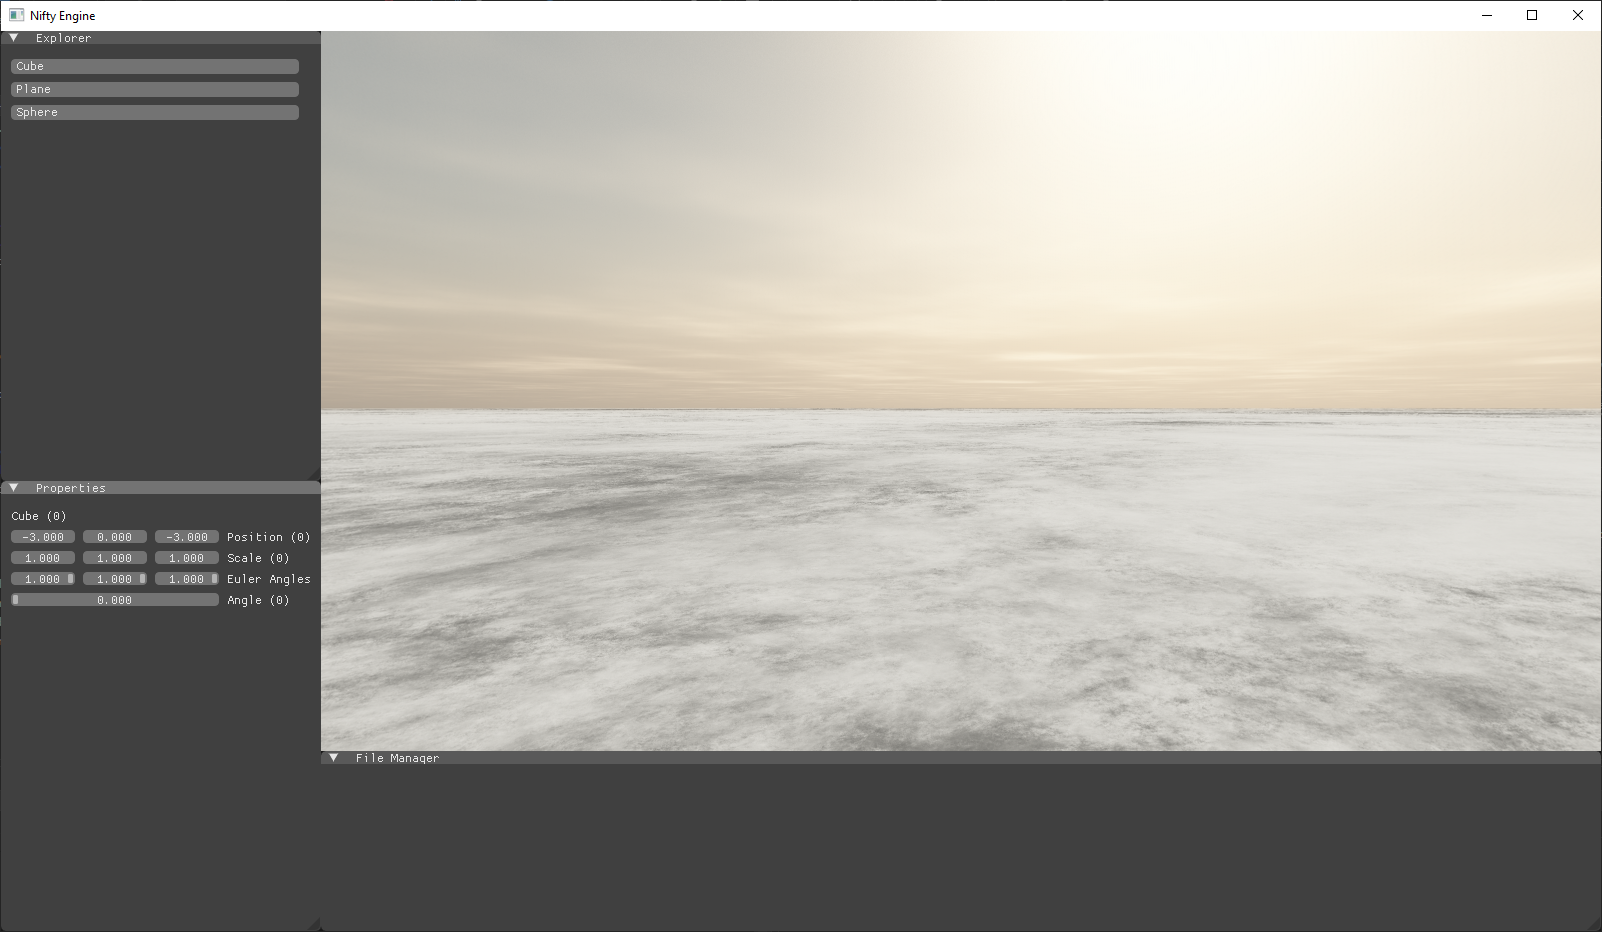 Nifty Engine
Explorer
Cube
Plane
Sphere
Properties
Cube (0)
-3.000 0.000 -3.000 Position (0)
1.000 1.000 1.000 Scale (0)
1.000 1.000 1.000 Euler Angles
0.000 Angle (0)
File Manager